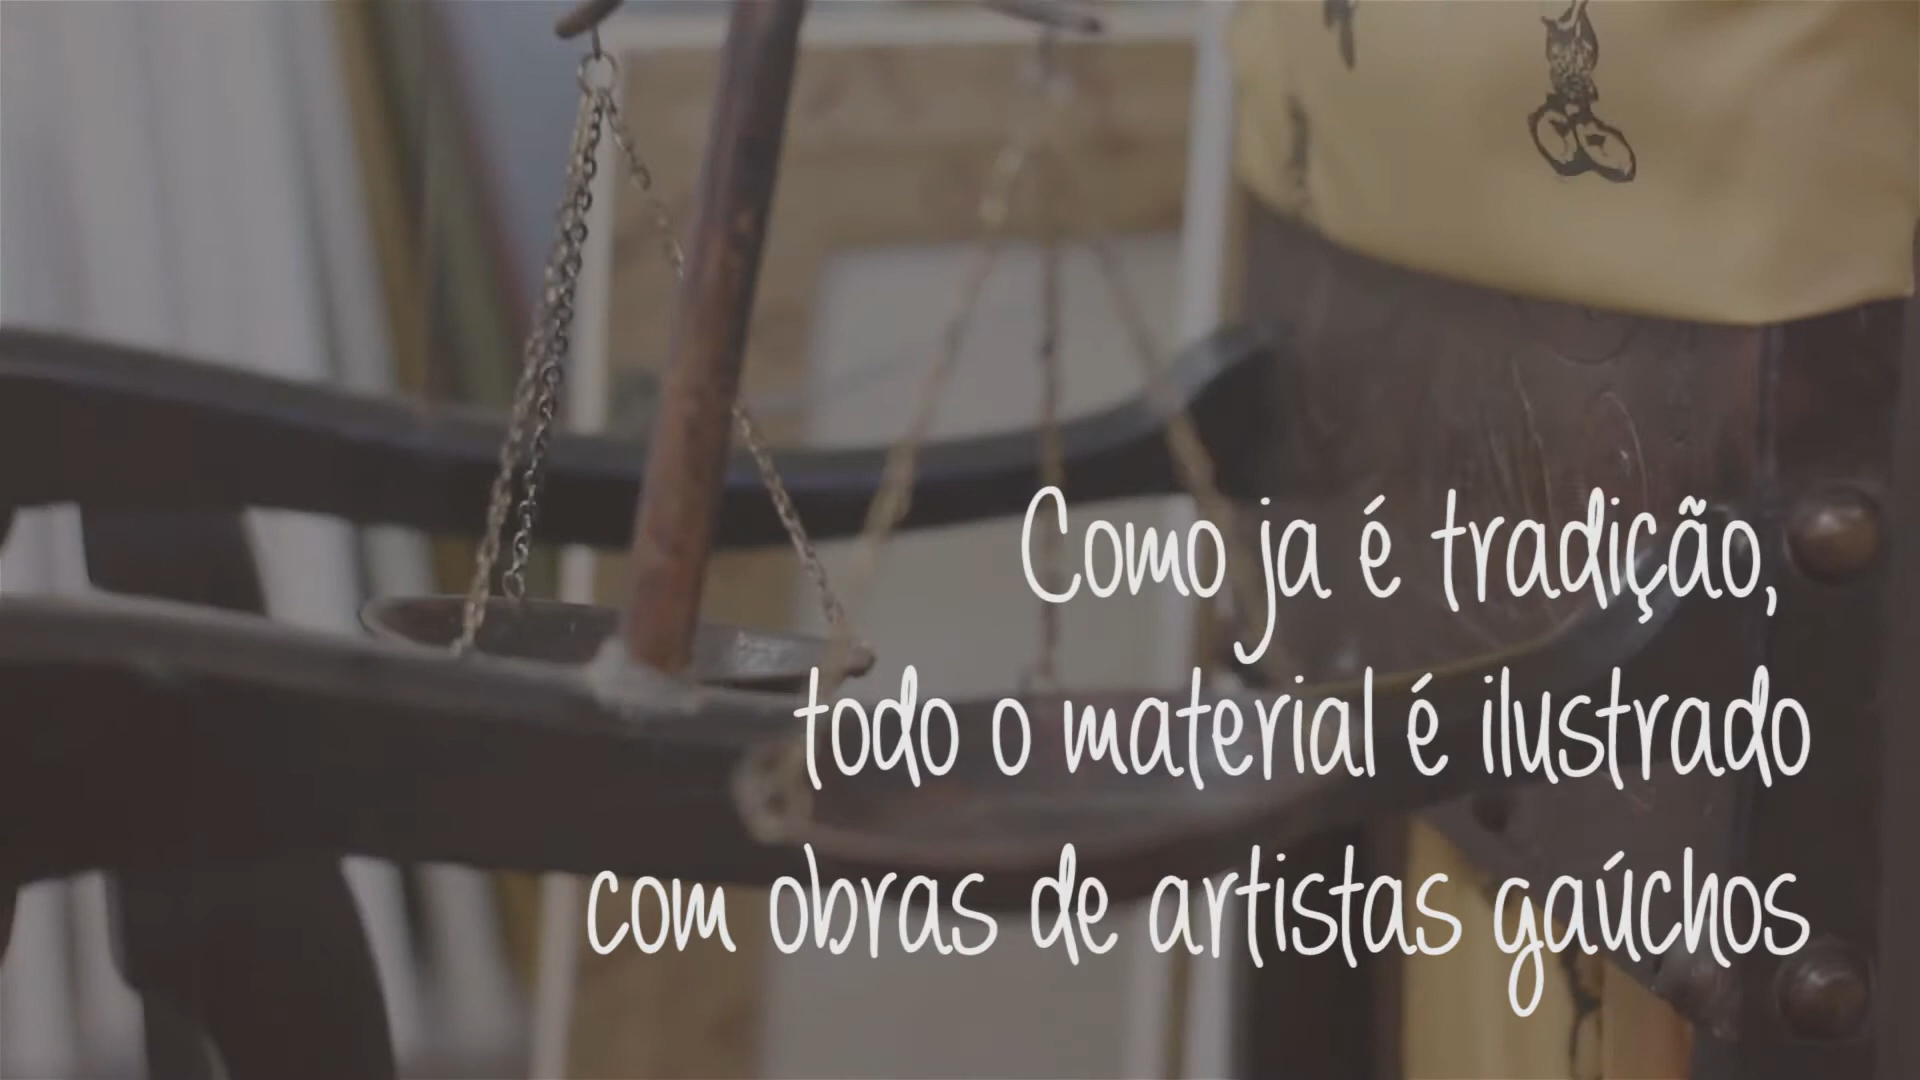 Como ja é tradição,
todo o material é ilustrado
com obras de artistas gaúchos